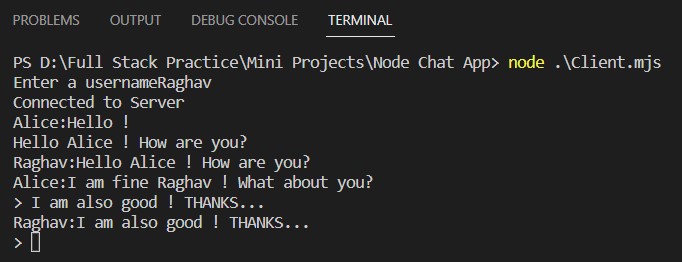 PROBLEMS OUTPUT DEBUG CONSOLE TERMINAL
PS D:\Full Stack Practice\Mini Projects\Node Chat App> node .\Client.mjs
Enter a usernameRaghav
Connected to Server
Alice:Hello !
Hello Alice ! How are you?
Raghav:Hello Alice ! How are you?
Alice:I am fine Raghav ! What about you?
> I am also good ! THANKS...
Raghav:I am also good ! THANKS...
>